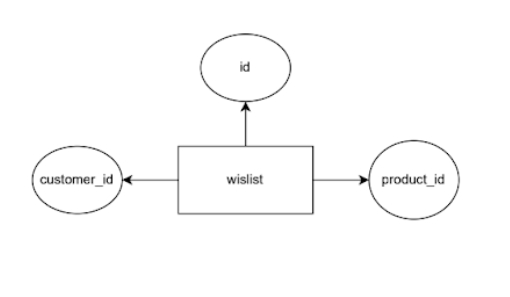 id
customer_id
wislist
product_id